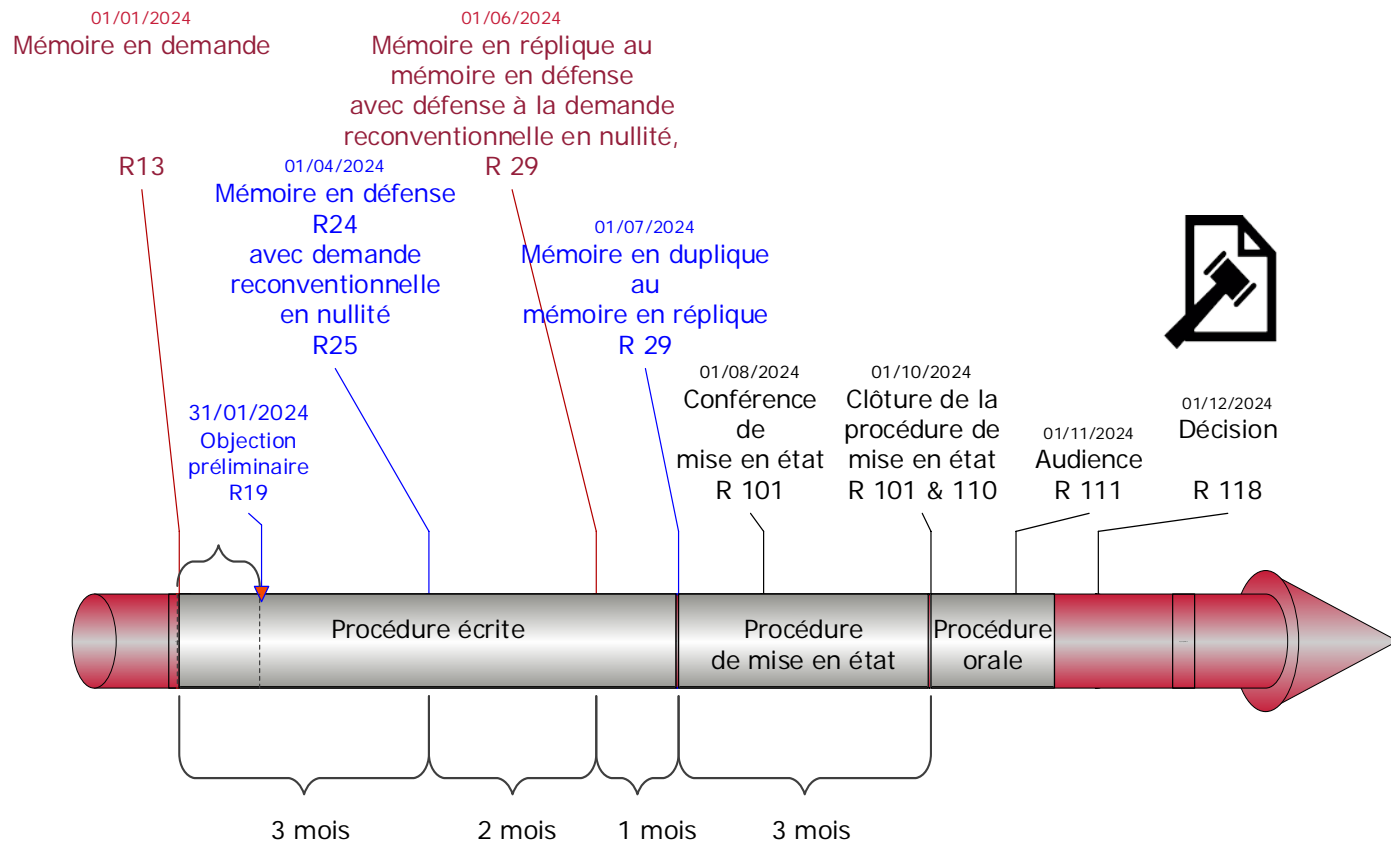 01/01/2024
Mémoire en demande
R13
01/06/2024
Mémoire en réplique au
mémoire en défense
avec défense à la demande
reconventionnelle en nullité,
R 29
01/04/2024
Mémoire en défense
R24
avec demande
reconventionnelle
en nullité
R25
01/07/2024
Mémoire en duplique
au
mémoire en réplique
R 29
31/01/2024
Objection
préliminaire
R19
01/08/2024
Conférence
de
mise en état
R 101
01/10/2024
Clôture de la
procédure de
mise en état
R 101 & 110
01/11/2024
Audience
R 111
01/12/2024
Décision
R 118
Procédure écrite
Procédure
de mise en état
Procédure
orale
3 mois
2 mois
1 mois
3 mois